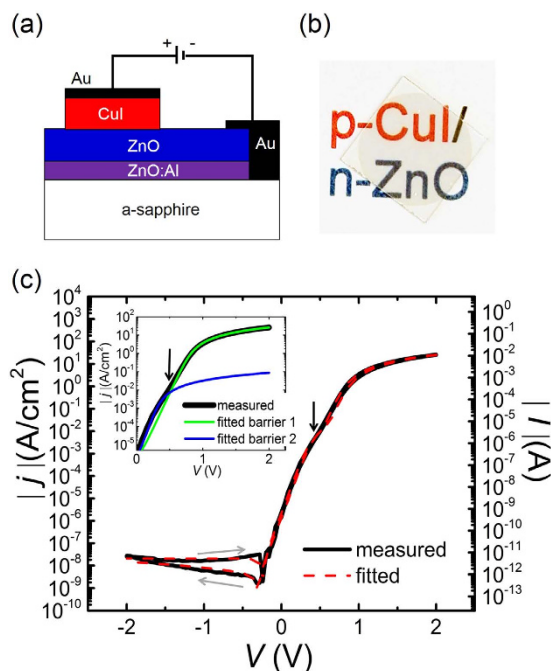 (a)
+ -
Au
CuI
Au
ZnO
ZnO:Al
a-sapphire
(b)
p-CuI/
n-ZnO
(c)
10⁴
10³
10²
10¹
10⁰
10⁻¹
10⁻²
10⁻³
10⁻⁴
10⁻⁵
10⁻⁶
10⁻⁷
10⁻⁸
10⁻⁹
10⁻¹⁰
| j |(A/cm²)
10⁴
10³
10²
10¹
10⁰
10⁻¹
10⁻²
10⁻³
10⁻⁴
10⁻⁵
| j |(A/cm²)
measured
fitted barrier 1
fitted barrier 2
0 1 2
V (V)
measured
fitted
10⁰
10⁻¹
10⁻²
10⁻³
10⁻⁴
10⁻⁵
10⁻⁶
10⁻⁷
10⁻⁸
10⁻⁹
10⁻¹⁰
10⁻¹¹
10⁻¹²
10⁻¹³
| I |(A)
-2 -1 0 1 2
V (V)